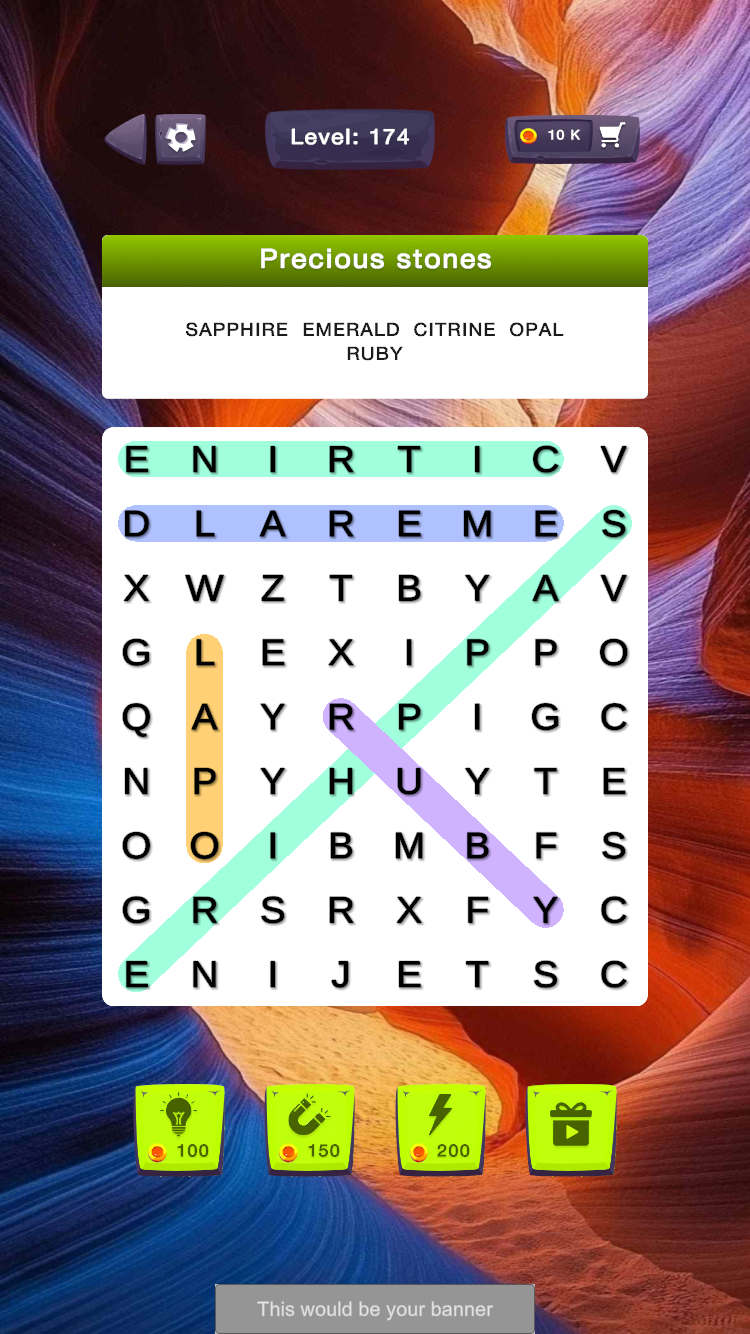 Level: 174
10 K
Precious stones
SAPPHIRE EMERALD CITRINE OPAL
RUBY
E N I R T I C V
D L A R E M E S
X W Z T B Y A V
G L E X I P P O
Q A Y R P I G C
N P Y H U Y T E
O O I B M B F S
G R S R X F Y C
E N I J E T S C
100 150 200
This would be your banner